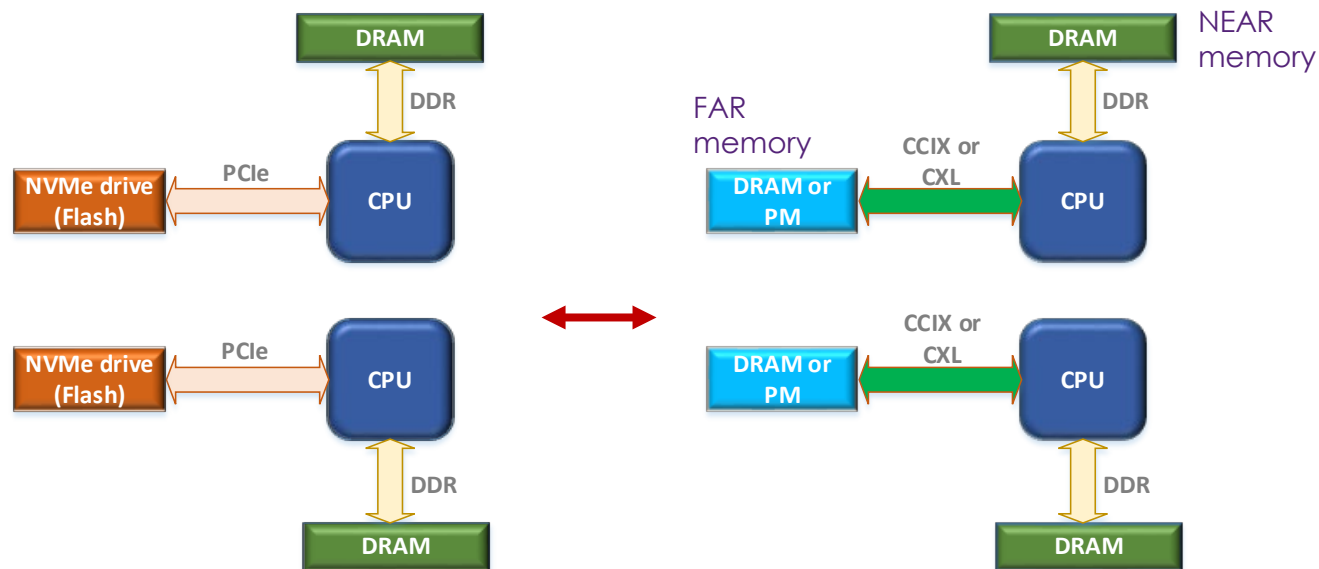 DRAM
DDR
NVMe drive
(Flash)
PCIe
CPU
NVMe drive
(Flash)
PCIe
CPU
DDR
DRAM
DRAM
NEAR
memory
DDR
FAR
memory
DRAM or
PM
CCIX or
CXL
CPU
DRAM or
PM
CCIX or
CXL
CPU
DDR
DRAM